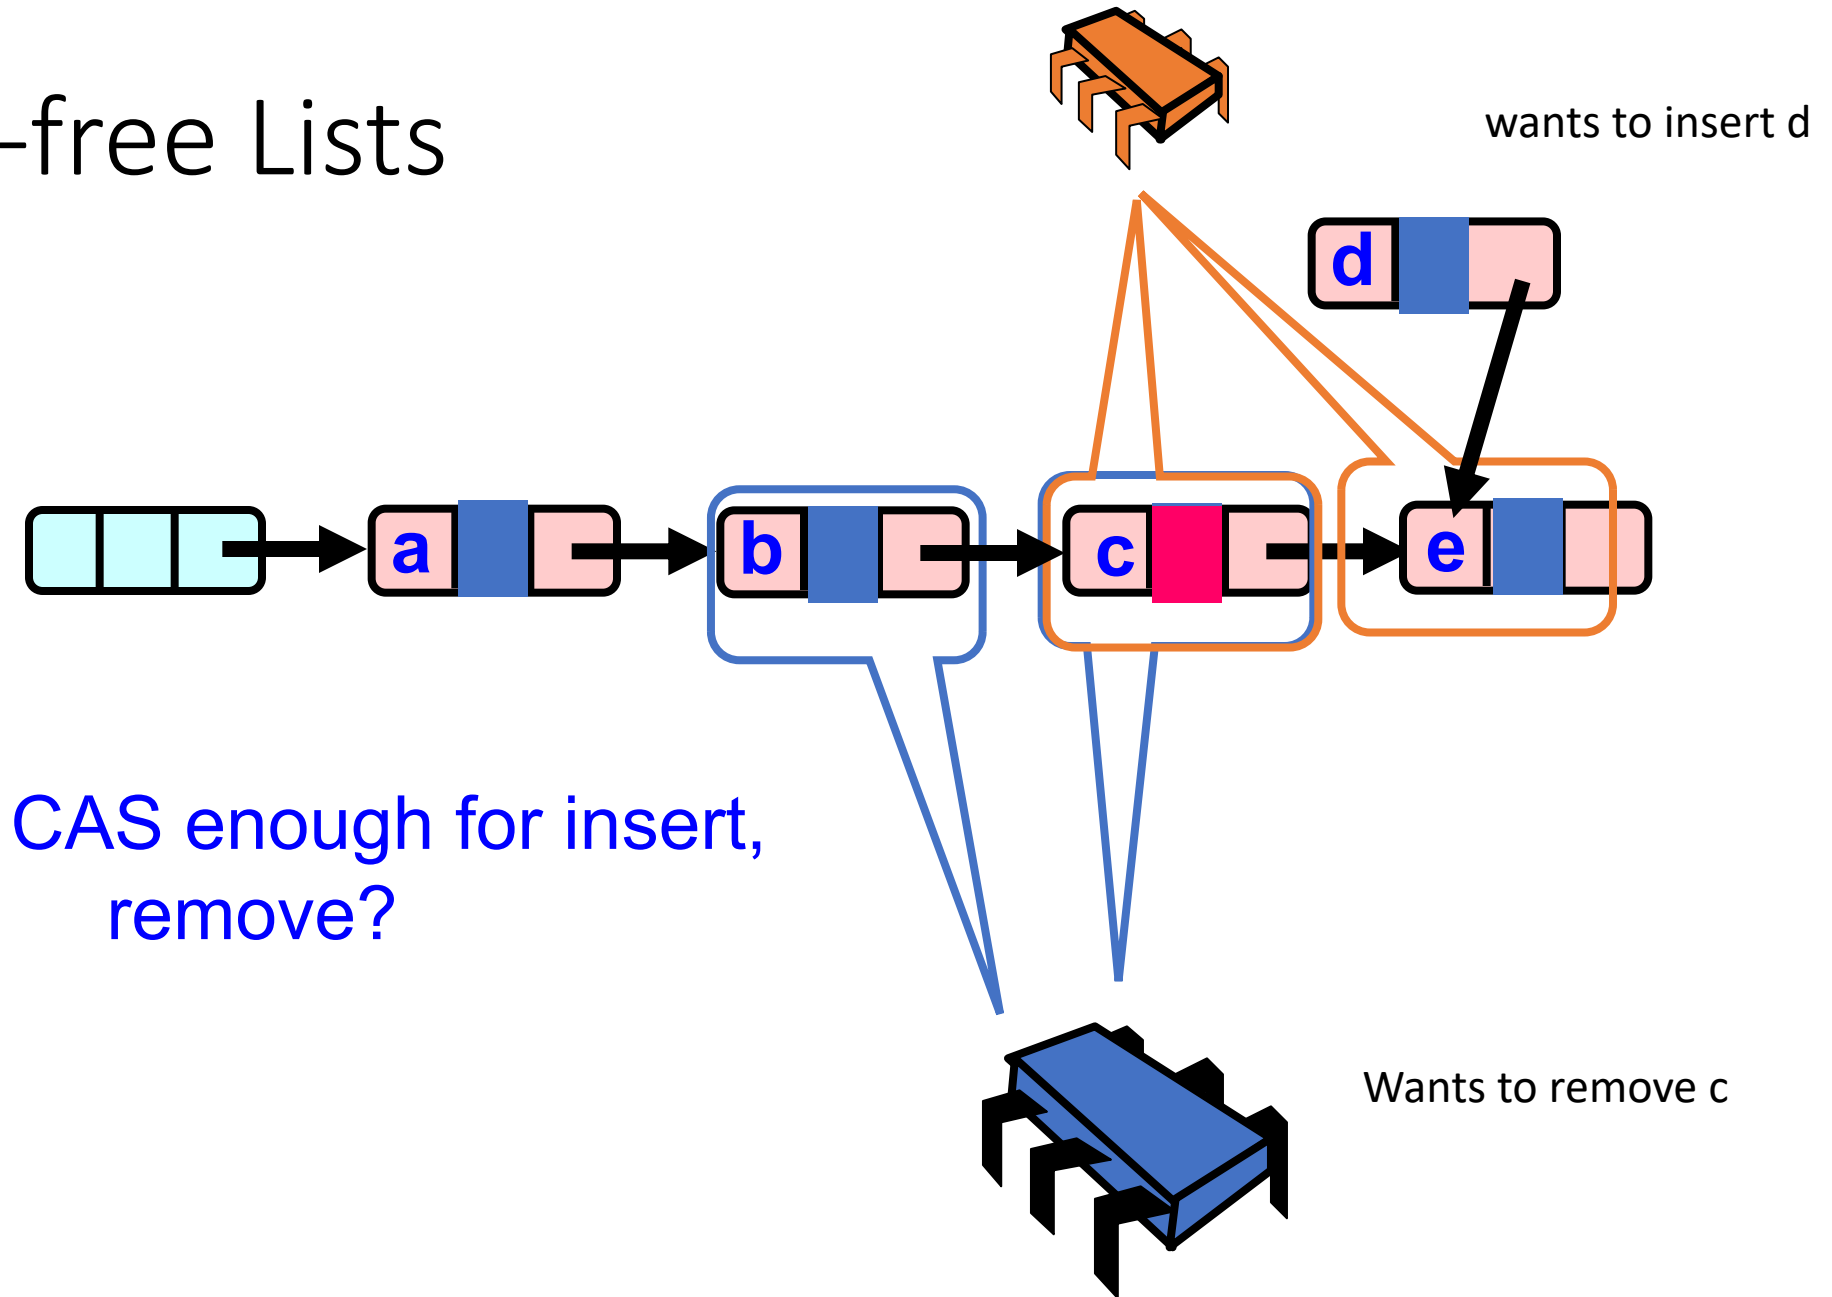 -free Lists
wants to insert d
d
a
b
c
e
CAS enough for insert,
remove?
Wants to remove c